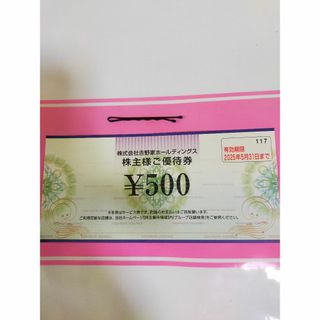 株式会社吉野家ホールディングス
株主様ご優待券
¥500
117
有効期限
2025年5月31日まで